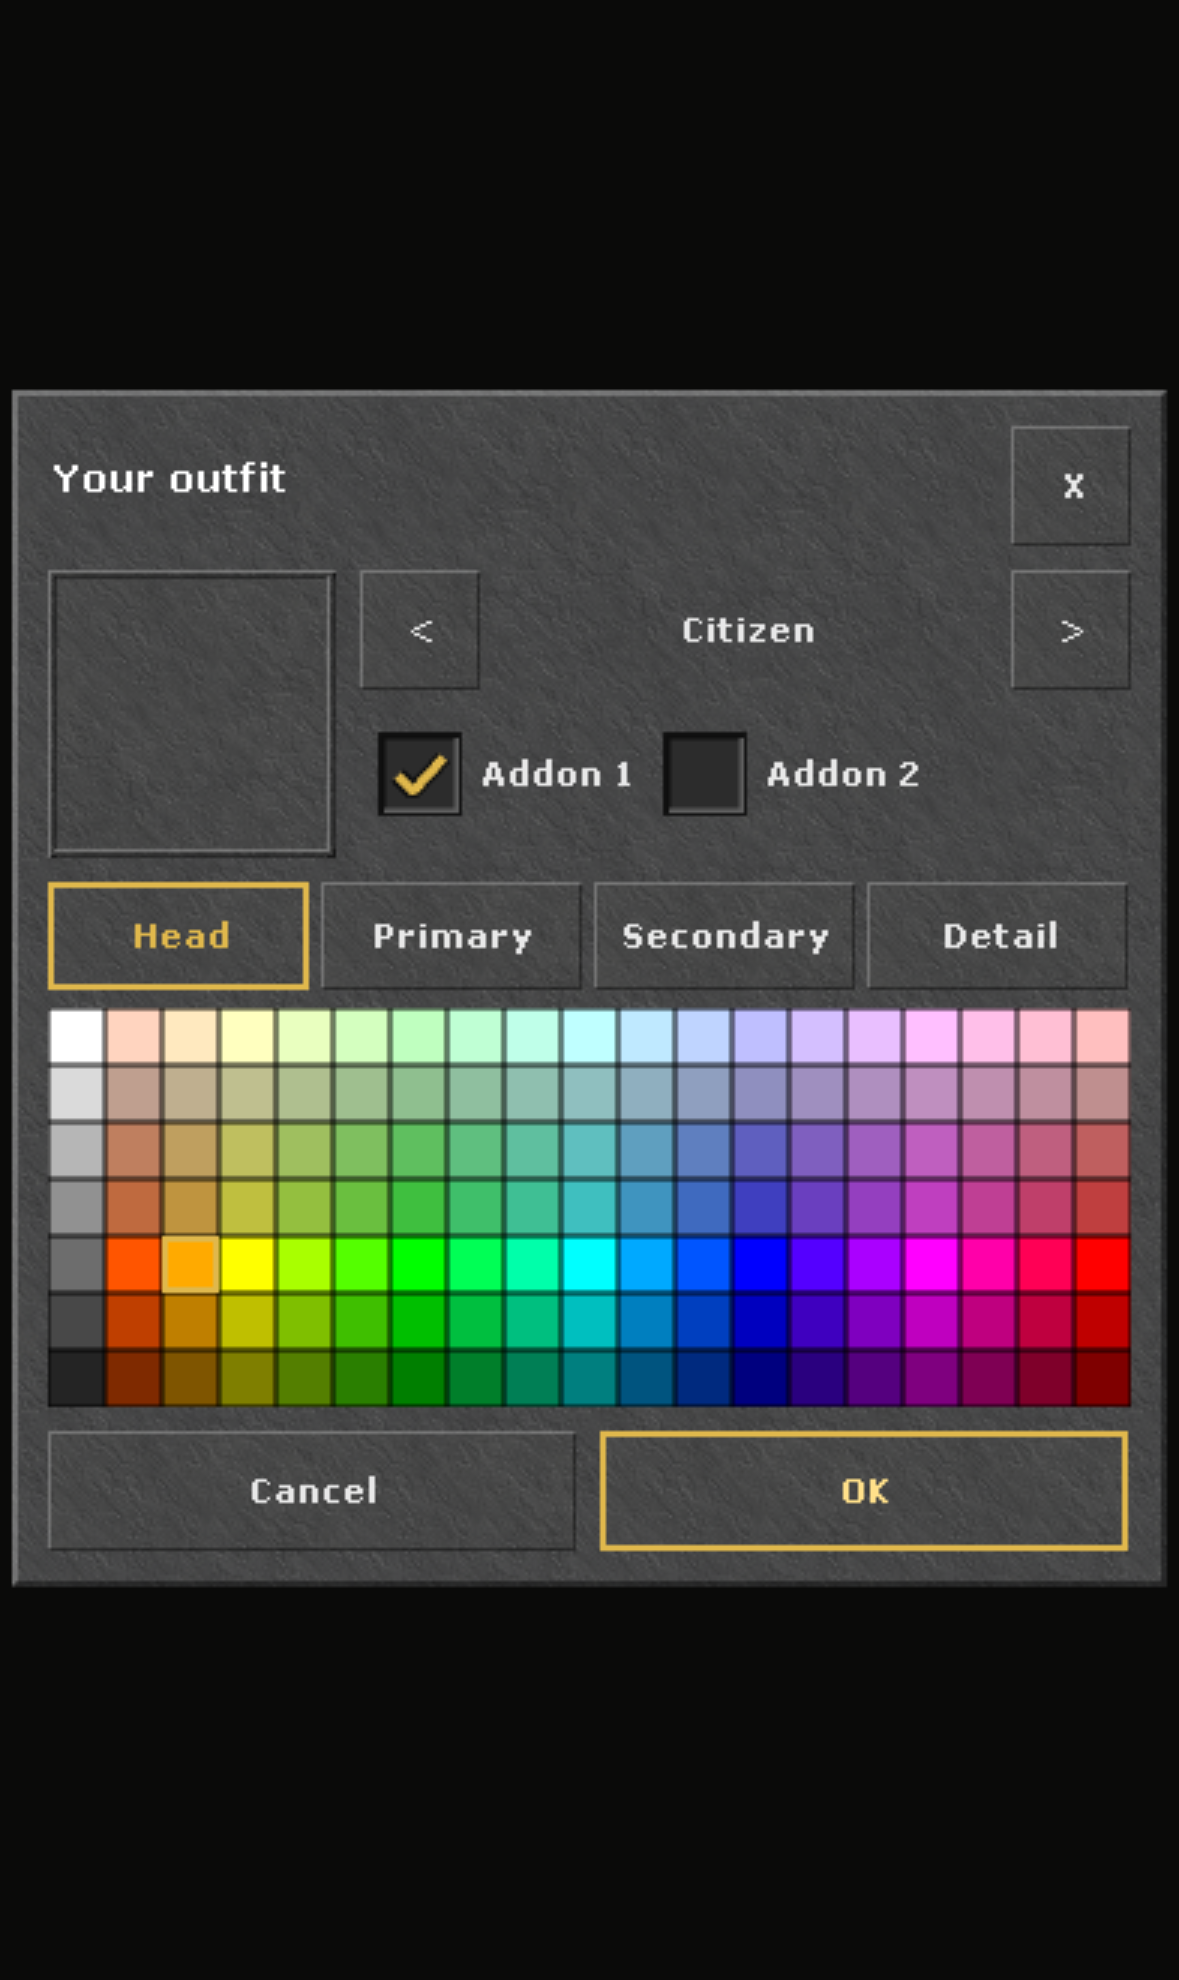 Your outfit
x
<
Citizen
>
Addon 1
Addon 2
Head
Primary
Secondary
Detail
Cancel
OK